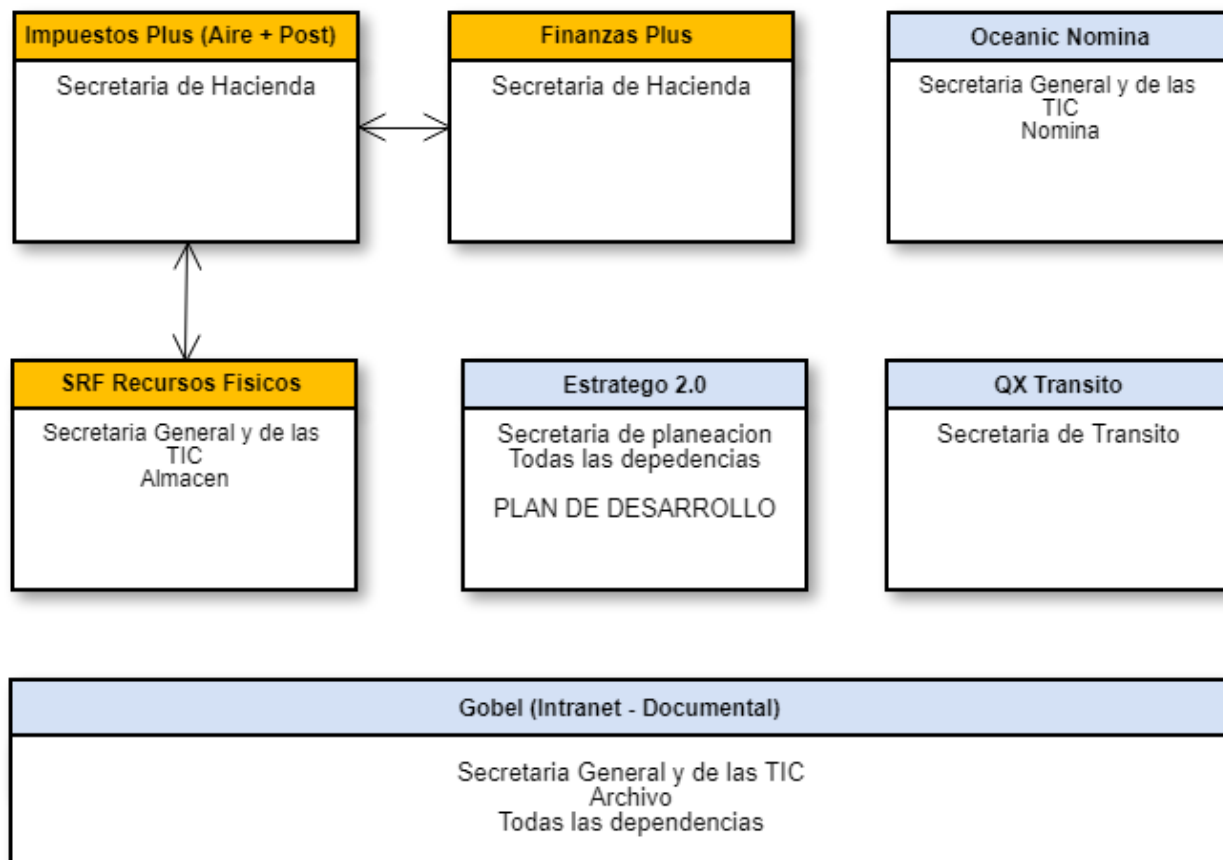 Impuestos Plus (Aire + Post)
Secretaria de Hacienda
Finanzas Plus
Secretaria de Hacienda
Oceanic Nomina
Secretaria General y de las
TIC
Nomina
SRF Recursos Fisicos
Secretaria General y de las
TIC
Almacen
Estratego 2.0
Secretaria de planeacion
Todas las depedencias
PLAN DE DESARROLLO
QX Transito
Secretaria de Transito
Gobel (Intranet - Documental)
Secretaria General y de las TIC
Archivo
Todas las dependencias